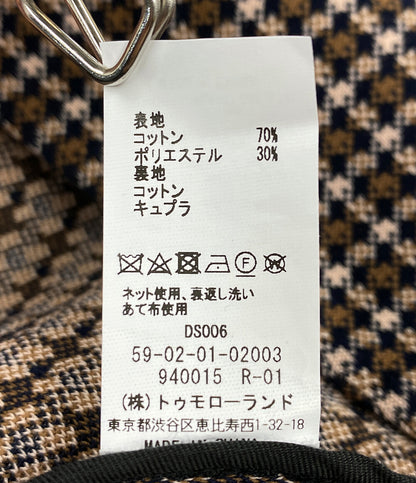 表地
コットン 70%
ポリエステル 30%
裏地
コットン
キュプラ
ネット使用、裏返し洗い
あて布使用
DS006
59-02-01-02003
940015 R-01
(株)トゥモローランド
東京都渋谷区恵比寿西1-32-18